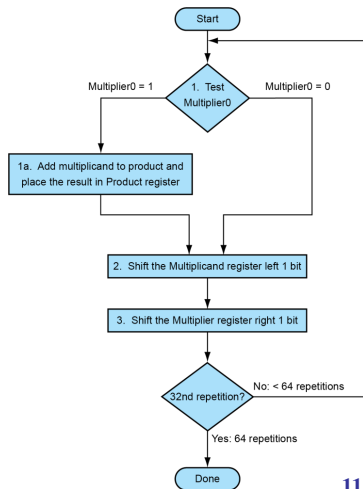 Start
Multiplier0 = 1
1. Test
Multiplier0
Multiplier0 = 0
1a. Add multiplicand to product and
place the result in Product register
2. Shift the Multiplicand register left 1 bit
3. Shift the Multiplier register right 1 bit
32nd repetition?
No: < 64 repetitions
Yes: 64 repetitions
Done
11